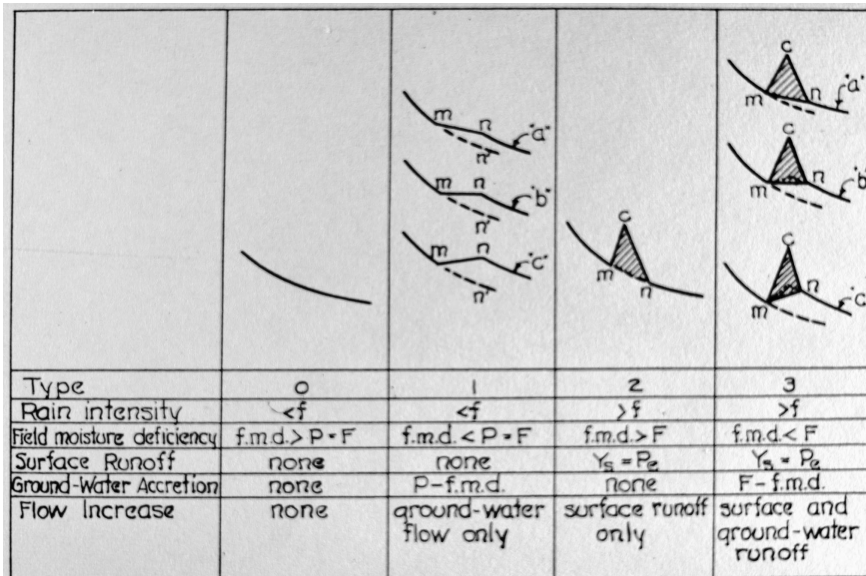 m n "a"
n'
m n "b"
n'
m n "c"
n'
c
m n
c
m n "a"
c
m n "b"
c
m n "c"
Type 0 1 2 3
Rain intensity <f <f >f >f
Field moisture deficiency f.m.d. > P = F f.m.d. < P = F f.m.d. > F f.m.d. < F
Surface Runoff none none Ys = Pe Ys = Pe
Ground-Water Accretion none P-f.m.d. none F-f.m.d.
Flow Increase none ground-water surface runoff surface and
flow only only ground-water
runoff